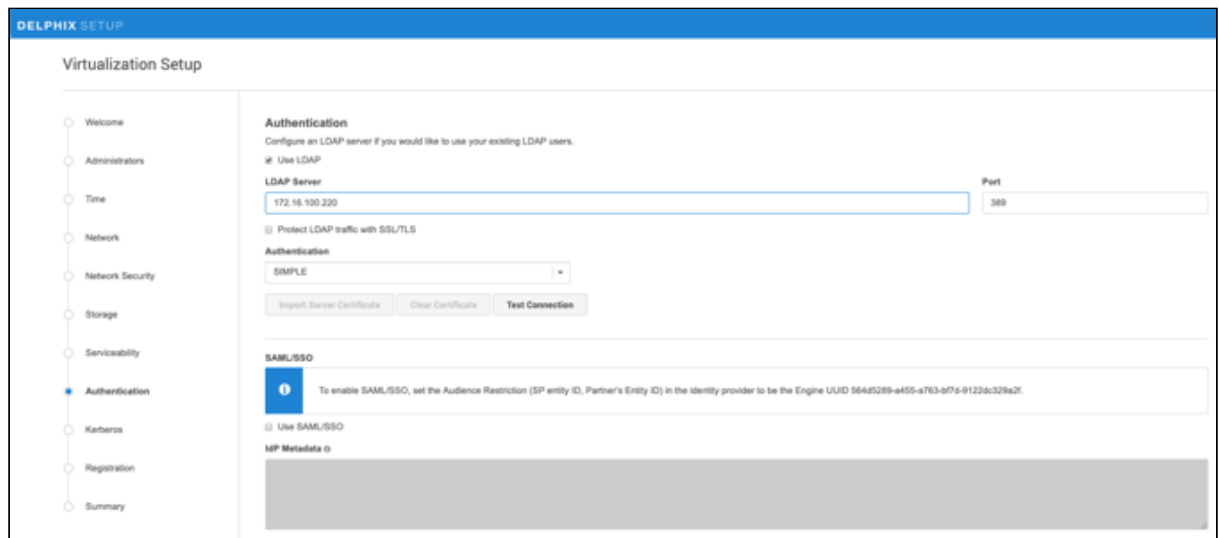 DELPHIX SETUP
Virtualization Setup
Welcome
Administrators
Time
Network
Network Security
Storage
Serviceability
Authentication
Kerberos
Registration
Summary
Authentication
Configure an LDAP server if you would like to use your existing LDAP users.
Use LDAP
LDAP Server Port
172.16.100.220 389
Protect LDAP traffic with SSL/TLS
Authentication
SIMPLE
Import Server Certificate Clear Certificate Test Connection
SAML/SSO
To enable SAML/SSO, set the Audience Restriction (SP entity ID, Partner's Entity ID) in the identity provider to be the Engine UUID 564d5289-a455-a763-bf7d-9122dc329a2f.
Use SAML/SSO
IdP Metadata